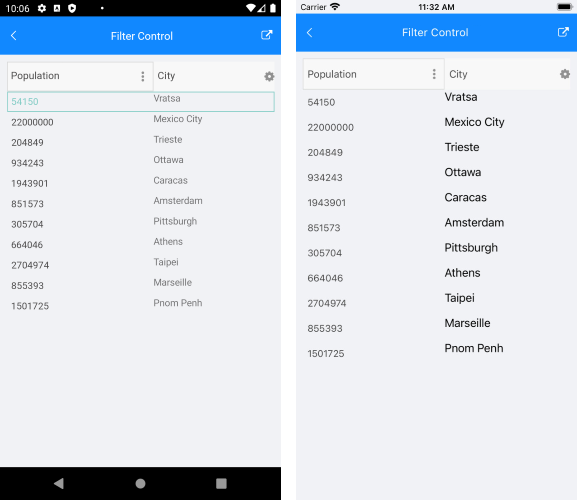 10:06
Filter Control
Population City
54150 Vratsa
22000000 Mexico City
204849 Trieste
934243 Ottawa
1943901 Caracas
851573 Amsterdam
305704 Pittsburgh
664046 Athens
2704974 Taipei
855393 Marseille
1501725 Pnom Penh
Carrier 11:32 AM
Filter Control
Population City
54150 Vratsa
22000000 Mexico City
204849 Trieste
934243 Ottawa
1943901 Caracas
851573 Amsterdam
305704 Pittsburgh
664046 Athens
2704974 Taipei
855393 Marseille
1501725 Pnom Penh